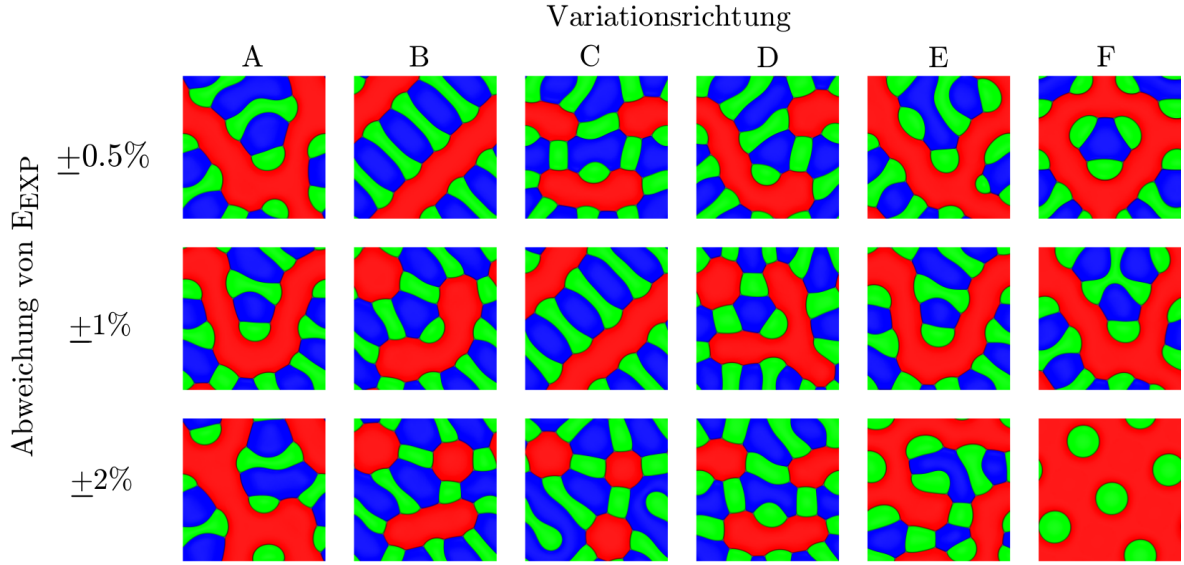 Variationsrichtung
A B C D E F
Abweichung von E_EXP
±0.5%
±1%
±2%